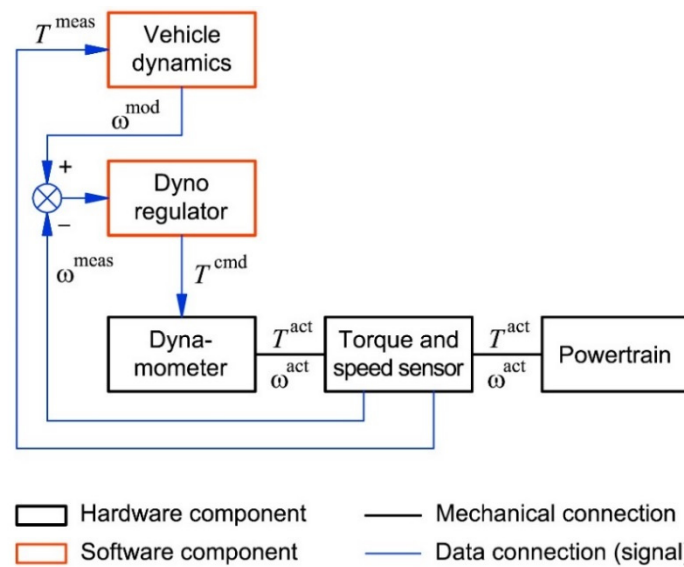 T^meas
Vehicle
dynamics
ω^mod
+
Dyno
regulator
−
ω^meas
T^cmd
Dyna-
mometer
T^act
ω^act
Torque and
speed sensor
T^act
ω^act
Powertrain
Hardware component
Mechanical connection
Software component
Data connection (signal)